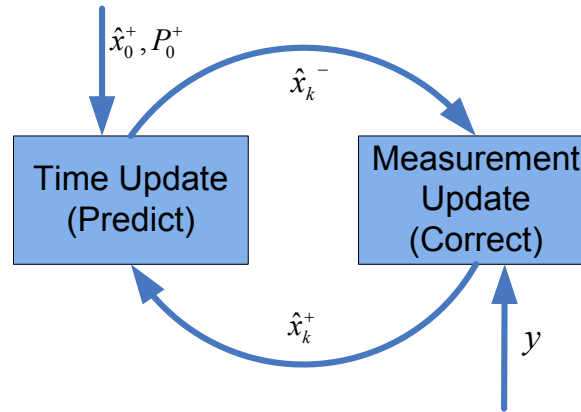 x̂₀⁺, P₀⁺
x̂ₖ⁻
Time Update
(Predict)
Measurement
Update
(Correct)
x̂ₖ⁺
y